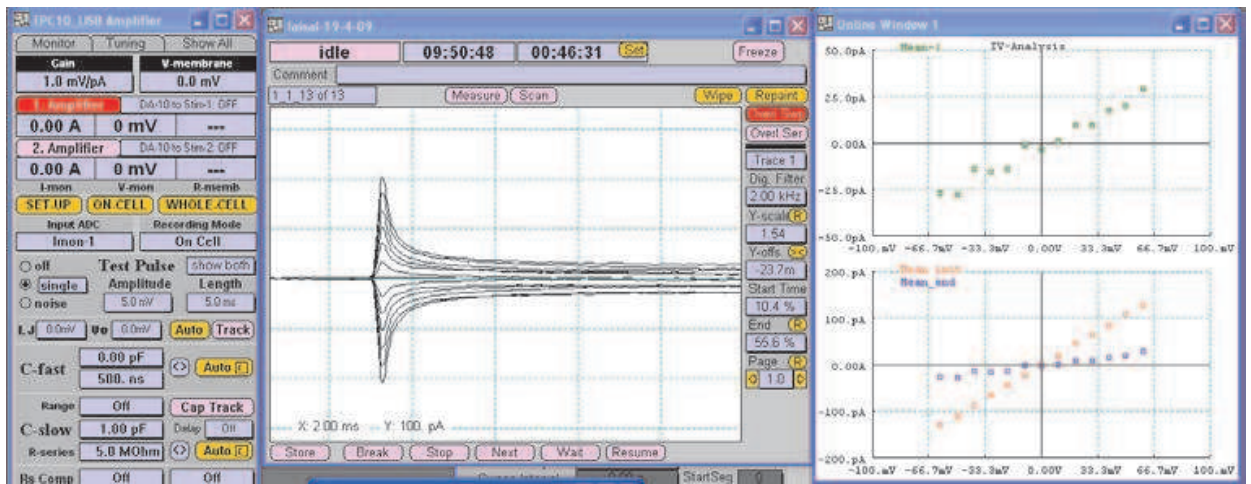 EPC10_USB Amplifier
Monitor Tuning Show All
Gain V-membrane
1.0 mV/pA 0.0 mV
1. Amplifier DA-10 to Stim-1: OFF
0.00 A 0 mV ---
2. Amplifier DA-10 to Stim-2: OFF
0.00 A 0 mV ---
I-mon V-mon R-memb
SET-UP ON-CELL WHOLE-CELL
Input ADC Recording Mode
Imon-1 On Cell
off Test Pulse show both
single Amplitude Length
noise 5.0 mV 5.0 ms
LJ 0.0mV 0.0mV Auto Track
C-fast 0.00 pF <> Auto
500. ns
Range Off Cap Track
C-slow 1.00 pF Delay Off
R-series 5.0 MOhm <> Auto
Rs Comp Off Off
faisal-19-4-09
idle 09:50:48 00:46:31 Set Freeze
Comment
1_1_13 of 13 Measure Scan Wipe Repaint
Overl Ser
Trace 1
Dig. Filter
2.00 kHz
Y-scale R
1.54
Y-offs. ><
-23.7m
Start Time
10.4 %
End R
55.6 %
Page R
1.0
X: 2.00 ms Y: 100. pA
Store Break Stop Next Wait Resume
StartSeg 0
Online Window 1
50.0pA Mean-i IV-Analysis
25.0pA
0.00A
-25.0pA
-50.0pA
-100.mV -66.7mV -33.3mV 0.00V 33.3mV 66.7mV 100.mV
200.pA
Mean_end
100.pA
0.00A
-100.pA
-200.pA
-100.mV -66.7mV -33.3mV 0.00V 33.3mV 66.7mV 100.mV